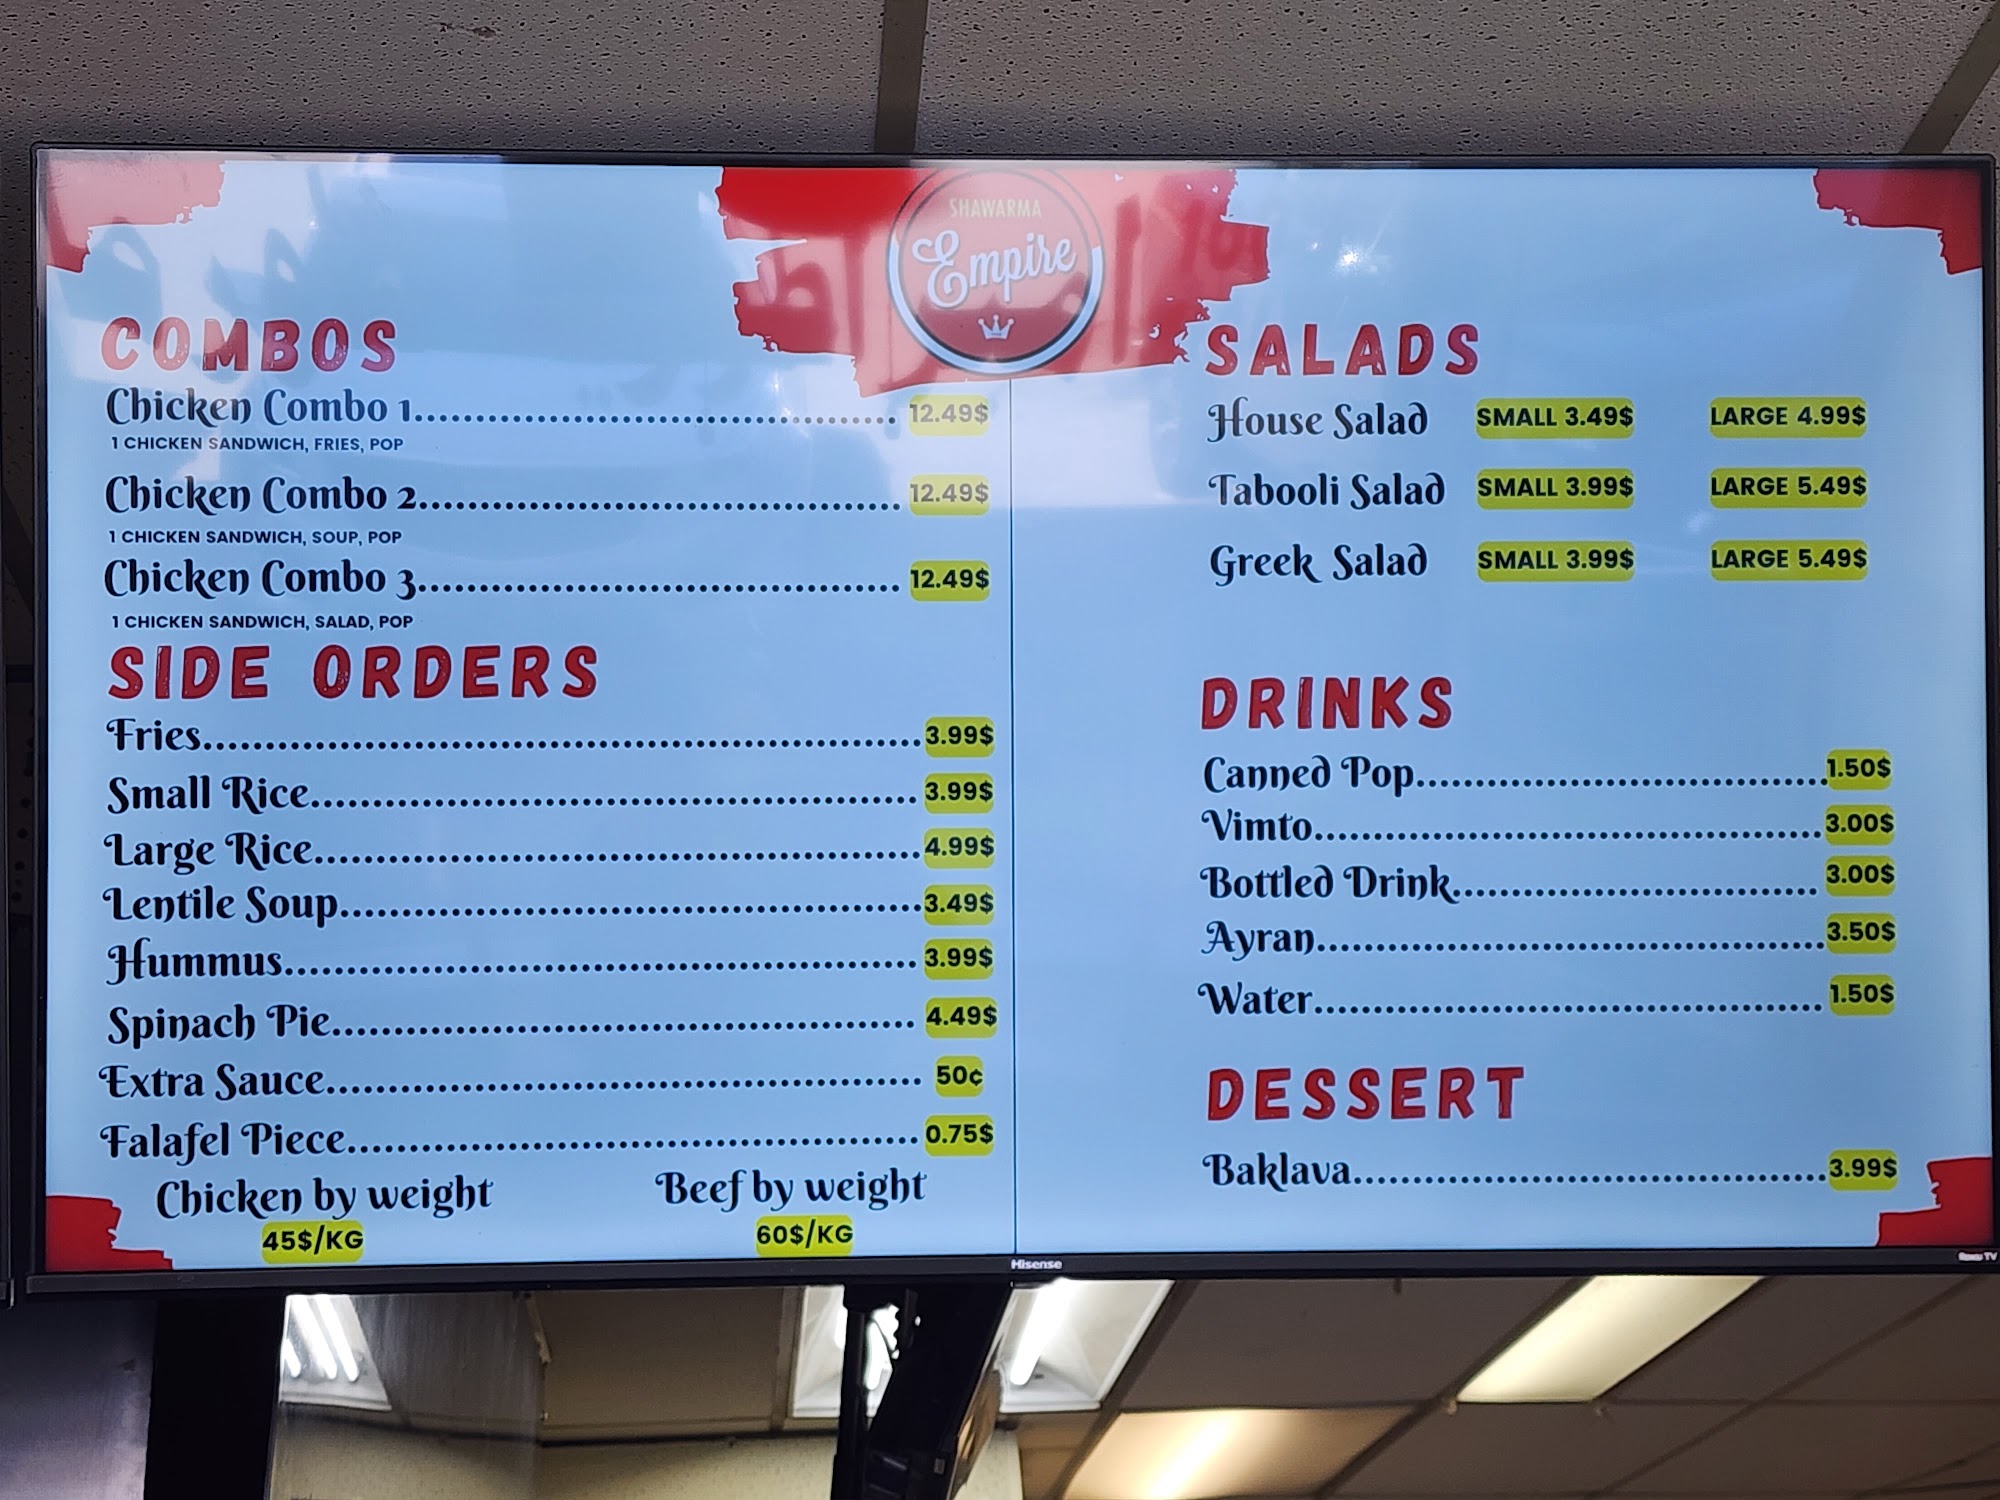 SHAWARMA
Empire
COMBOS
Chicken Combo 1........................................ 12.49$
1 CHICKEN SANDWICH, FRIES, POP
Chicken Combo 2........................................ 12.49$
1 CHICKEN SANDWICH, SOUP, POP
Chicken Combo 3........................................ 12.49$
1 CHICKEN SANDWICH, SALAD, POP
SIDE ORDERS
Fries.......................................................... 3.99$
Small Rice................................................. 3.99$
Large Rice................................................. 4.99$
Lentile Soup............................................... 3.49$
Hummus................................................... 3.99$
Spinach Pie............................................... 4.49$
Extra Sauce................................................ 50¢
Falafel Piece.............................................. 0.75$
Chicken by weight
45$/KG
Beef by weight
60$/KG
SALADS
House Salad SMALL 3.49$ LARGE 4.99$
Tabooli Salad SMALL 3.99$ LARGE 5.49$
Greek Salad SMALL 3.99$ LARGE 5.49$
DRINKS
Canned Pop.................................. 1.50$
Vimto.......................................... 3.00$
Bottled Drink............................... 3.00$
Ayran.......................................... 3.50$
Water.......................................... 1.50$
DESSERT
Baklava........................................ 3.99$
Hisense
Roku TV